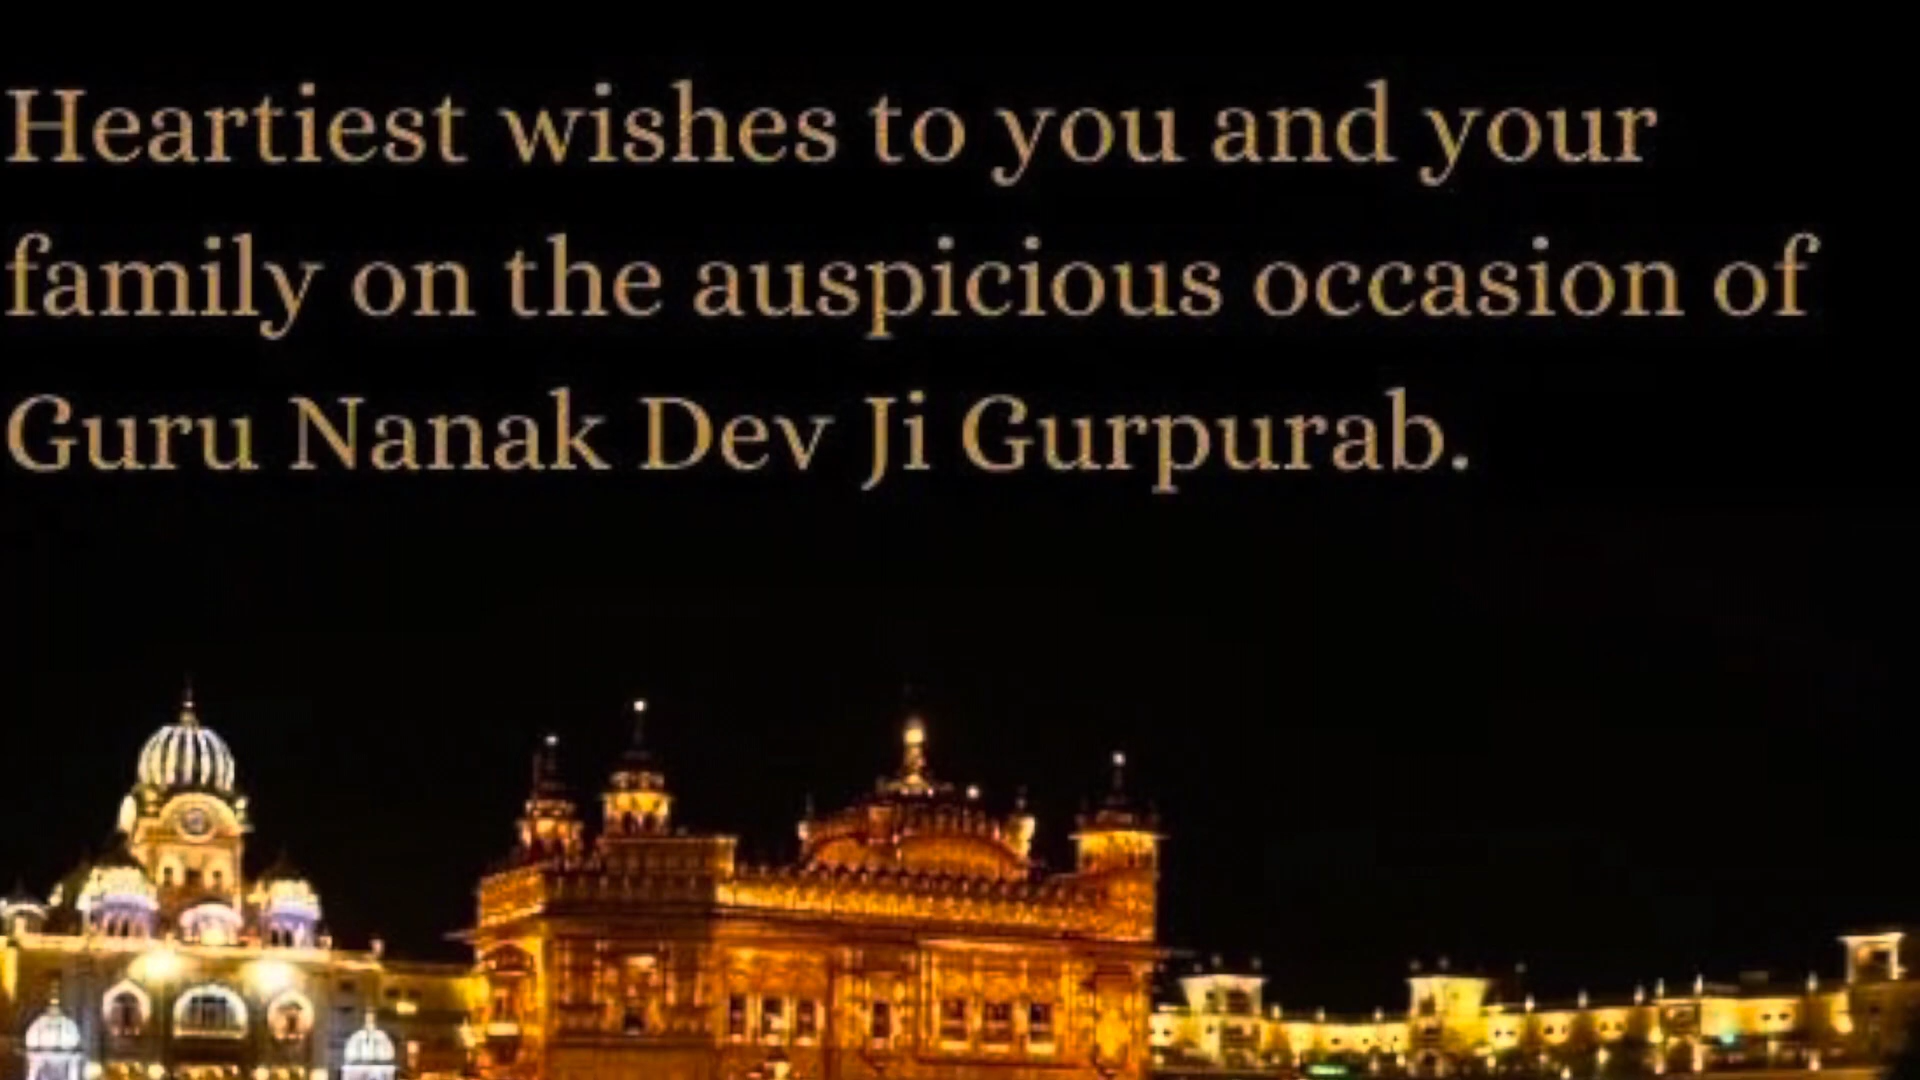 Heartiest wishes to you and your
family on the auspicious occasion of
Guru Nanak Dev Ji Gurpurab.